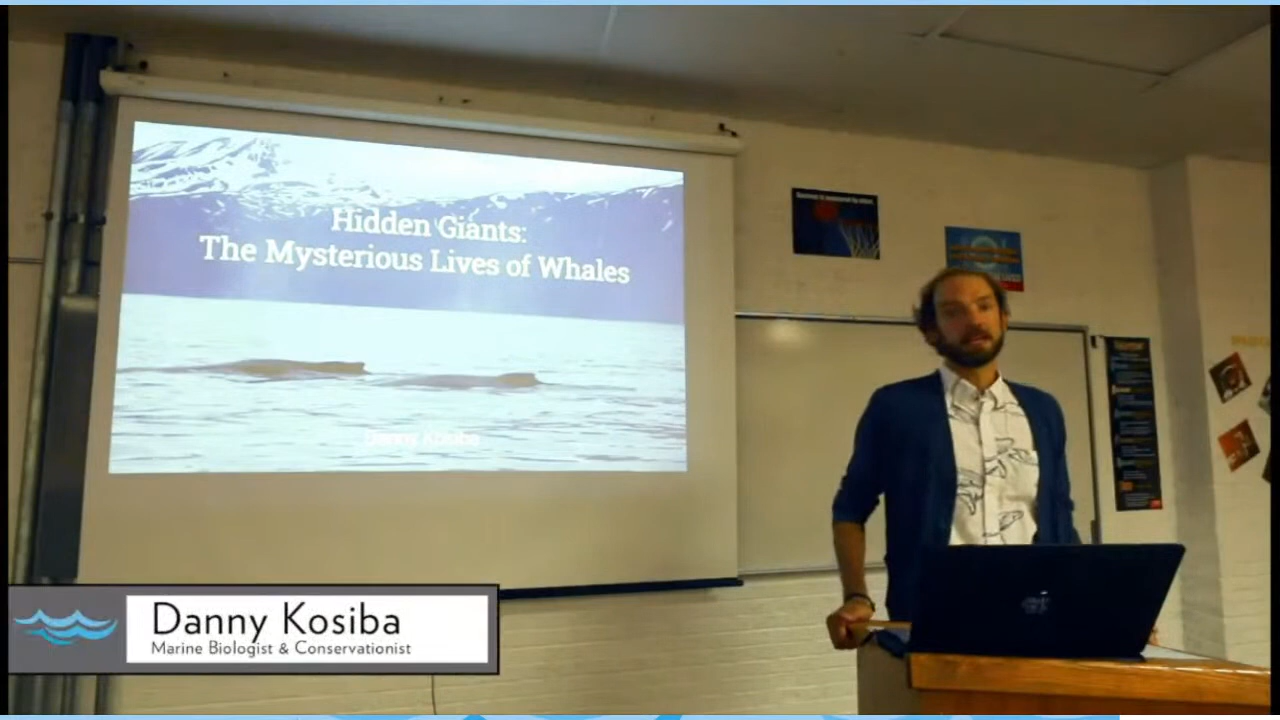 Hidden Giants:
The Mysterious Lives of Whales
Danny Kosiba
Danny Kosiba
Marine Biologist & Conservationist